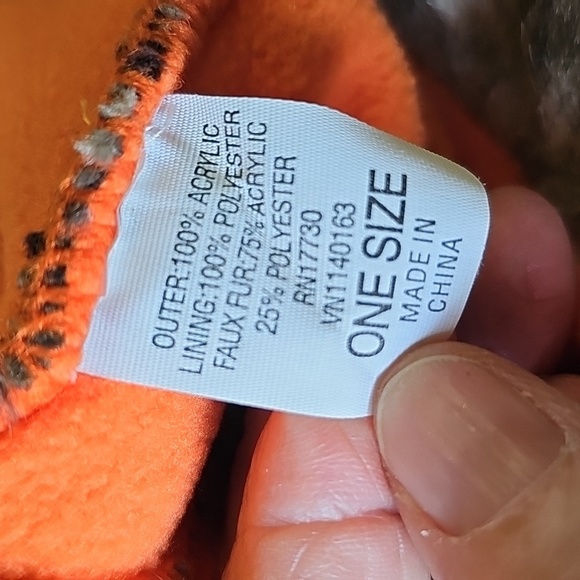 OUTER:100% ACRYLIC
LINING:100% POLYESTER
FAUX FUR:75% ACRYLIC
25% POLYESTER
RN17730
VN1140163
ONE SIZE
MADE IN
CHINA